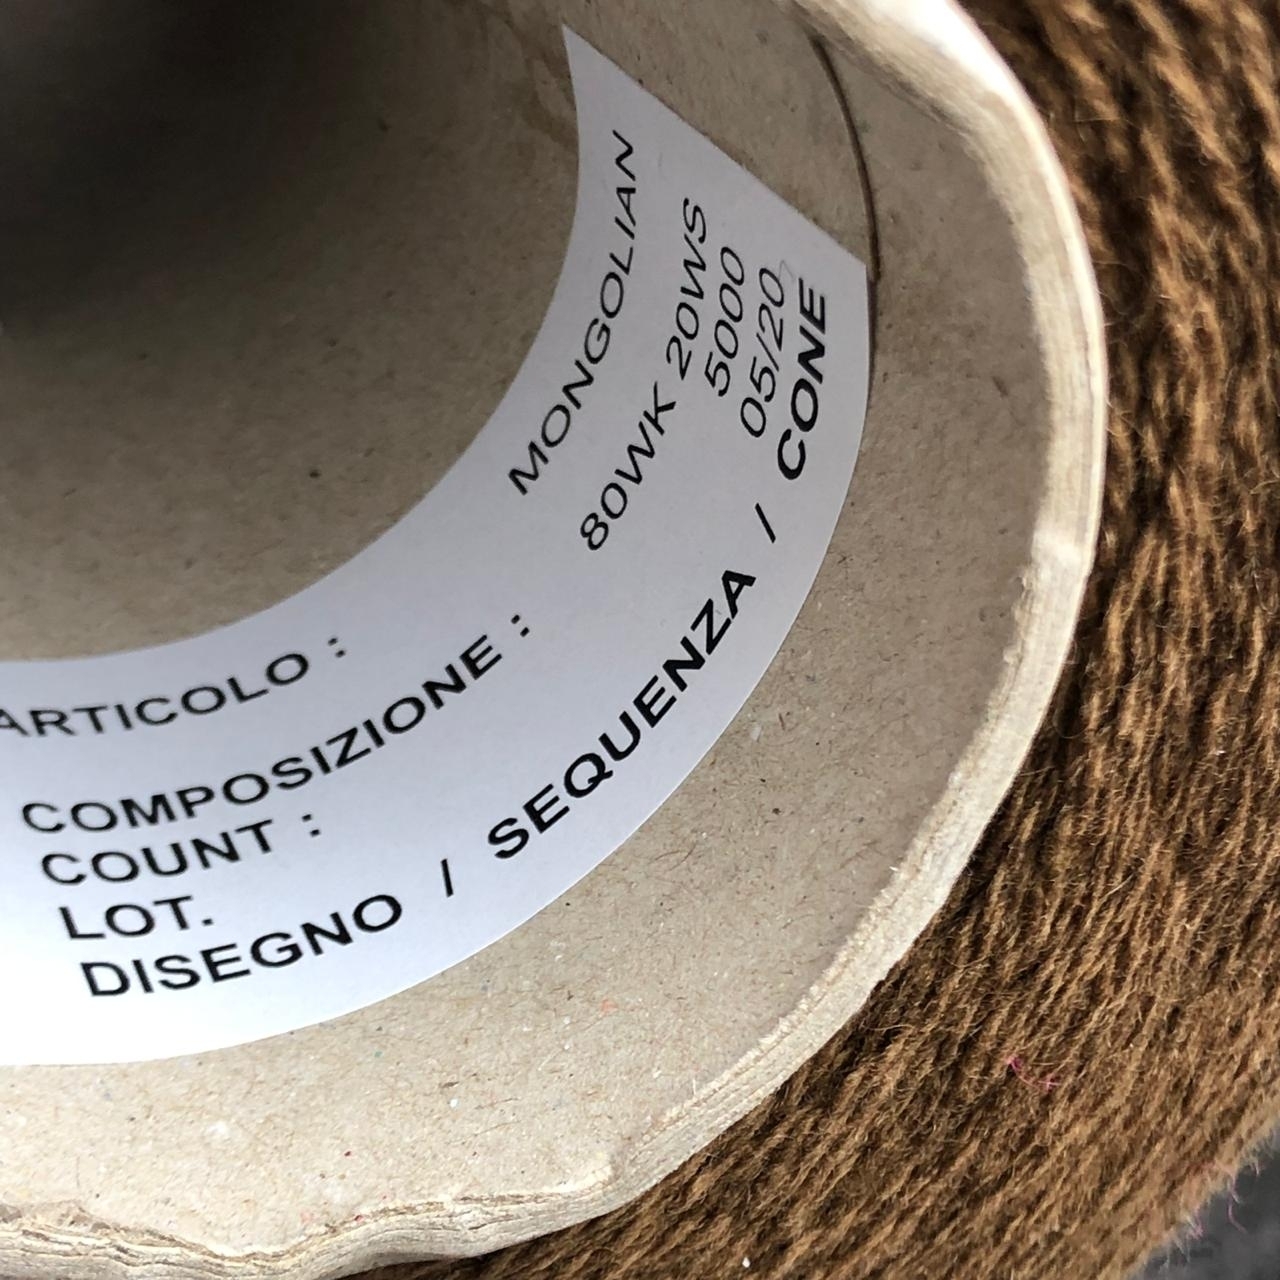 ARTICOLO : MONGOLIAN
COMPOSIZIONE : 80WK 20WS
COUNT : 5000
LOT. 05/20
DISEGNO / SEQUENZA / CONE